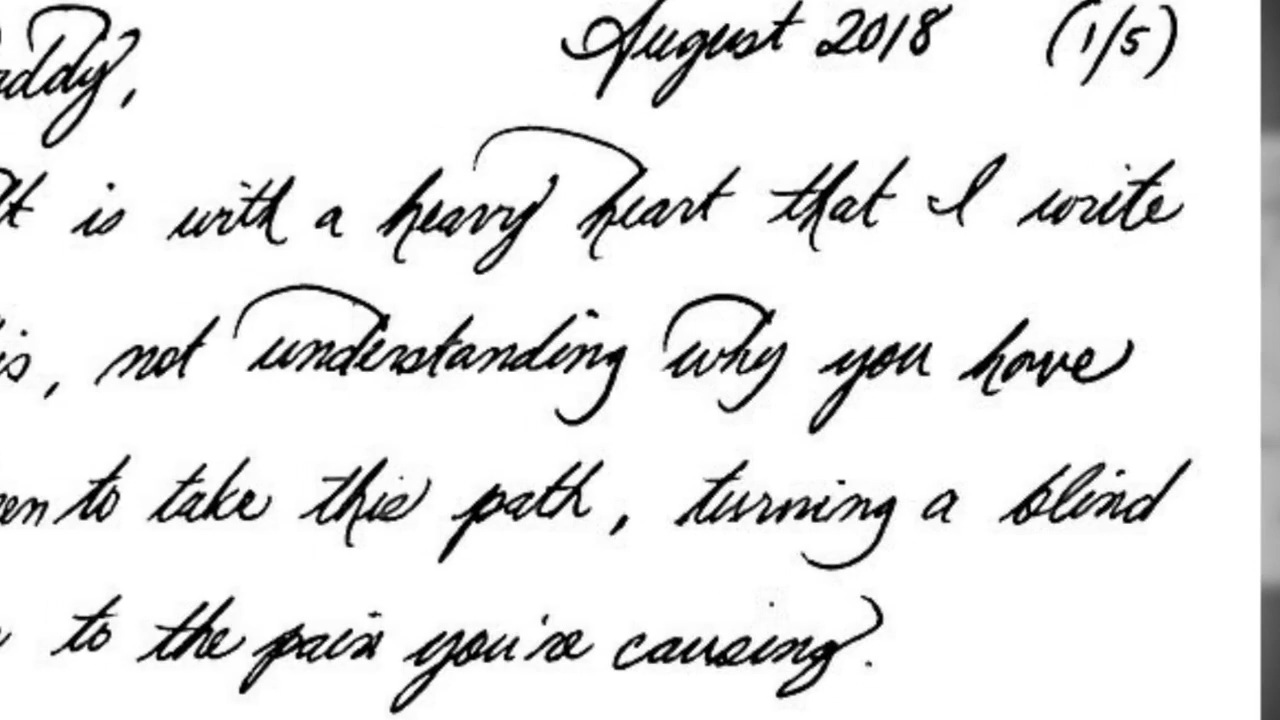 addy, August 2018 (1/5)
It is with a heavy heart that I write
is, not understanding why you have
en to take this path, turning a blind
to the pain you're causing.